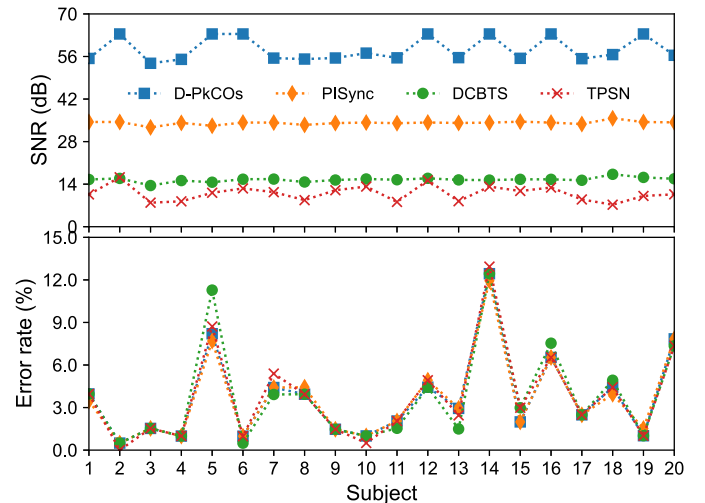 70
56
42
28
14
0
SNR (dB)
D-PkCOs PISync DCBTS TPSN
15.0
12.0
9.0
6.0
3.0
0.0
Error rate (%)
1 2 3 4 5 6 7 8 9 10 11 12 13 14 15 16 17 18 19 20
Subject